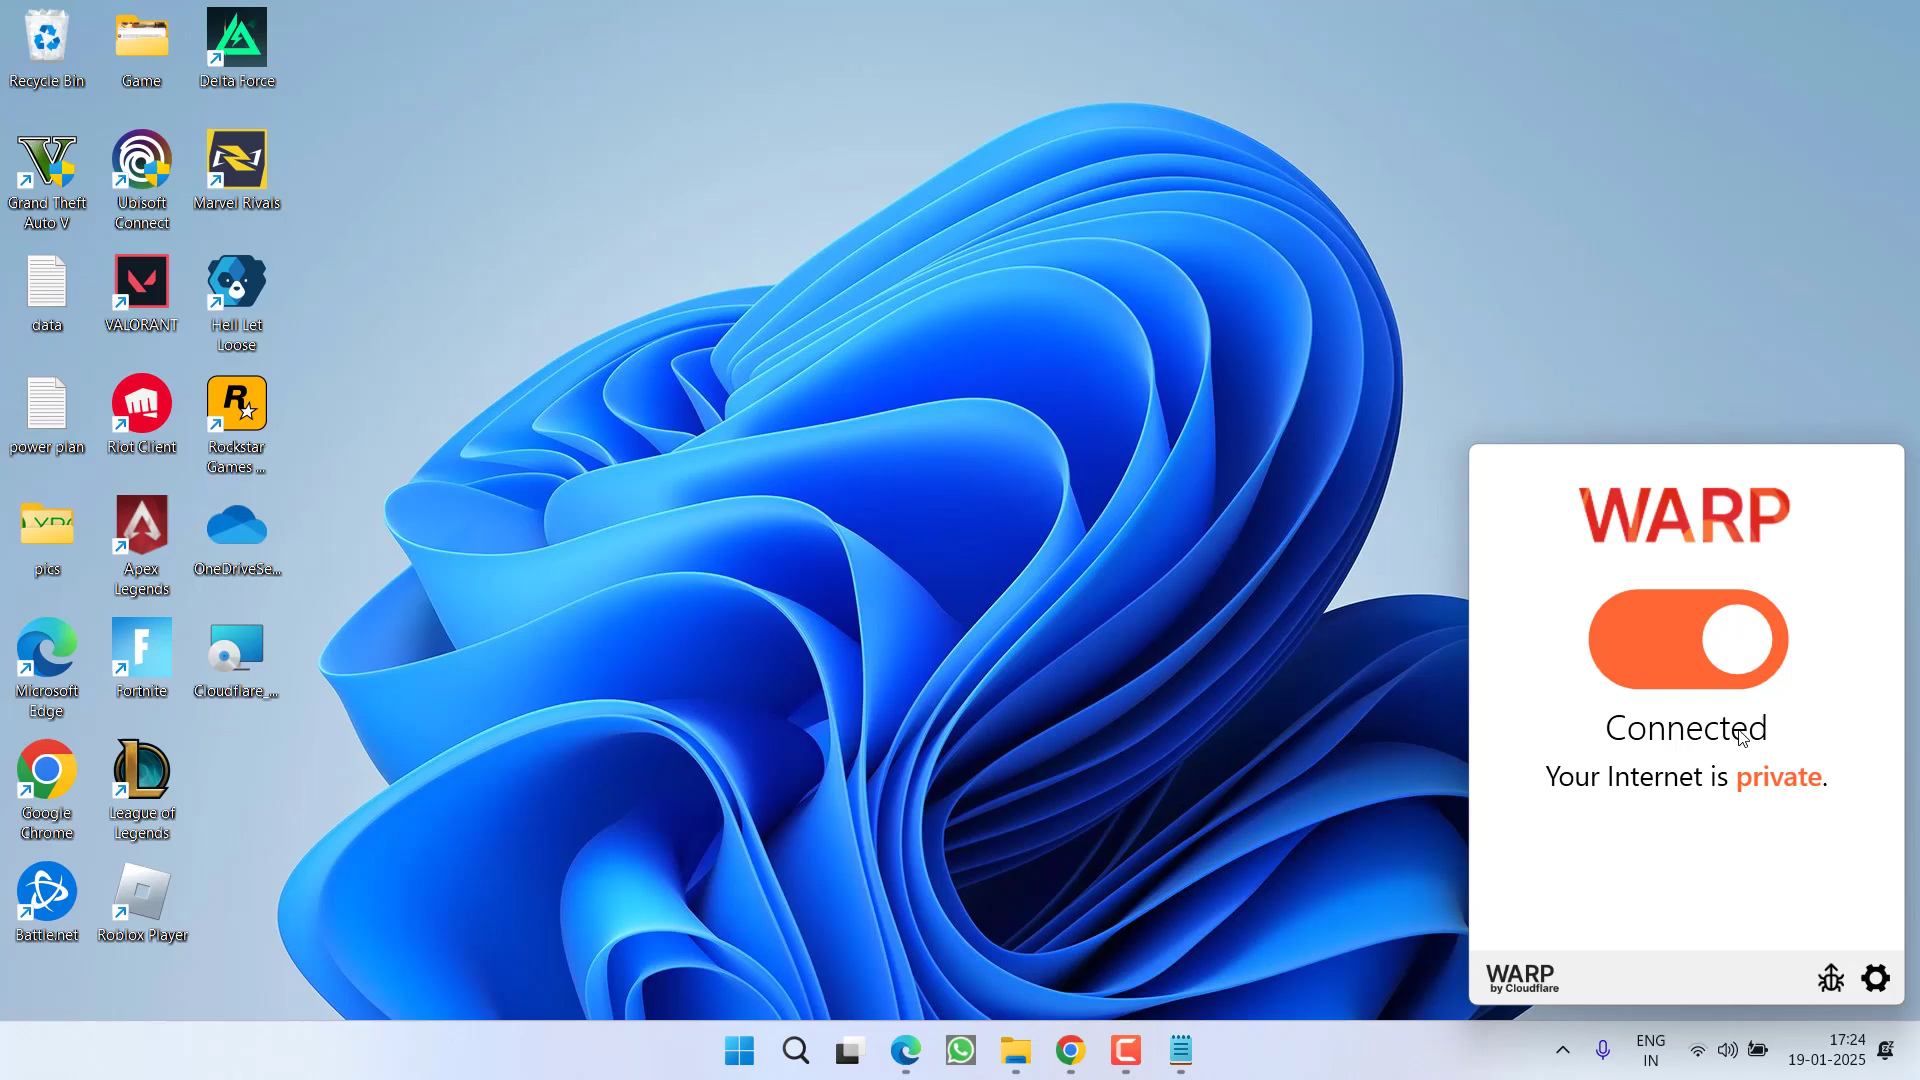 Recycle Bin
Game
Delta Force
Grand Theft
Auto V
Ubisoft
Connect
Marvel Rivals
data
VALORANT
Hell Let
Loose
power plan
Riot Client
Rockstar
Games ...
pics
Apex
Legends
OneDriveSe...
Microsoft
Edge
Fortnite
Cloudflare_...
Google
Chrome
League of
Legends
Battle.net
Roblox Player
WARP
Connected
Your Internet is private.
WARP
by Cloudflare
ENG
IN
17:24
19-01-2025